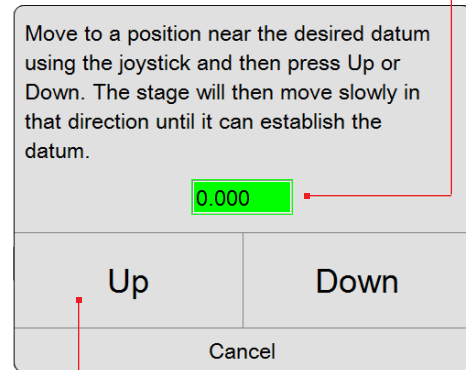 Move to a position near the desired datum
using the joystick and then press Up or
Down. The stage will then move slowly in
that direction until it can establish the
datum.
0.000
Up
Down
Cancel